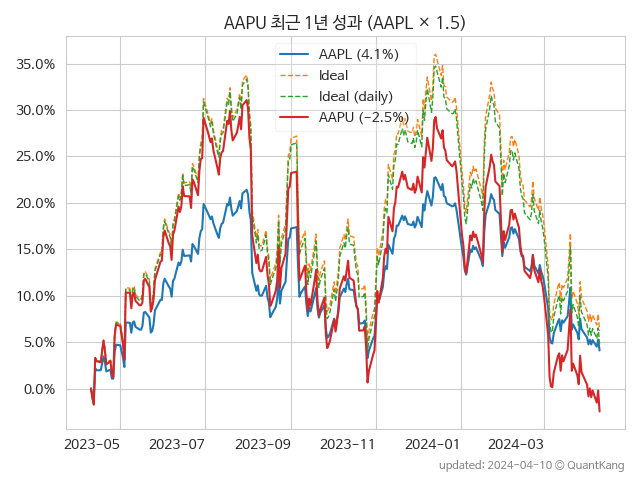 AAPU 최근 1년 성과 (AAPL × 1.5)
AAPL (4.1%)
Ideal
Ideal (daily)
AAPU (−2.5%)
35.0%
30.0%
25.0%
20.0%
15.0%
10.0%
5.0%
0.0%
2023-05 2023-07 2023-09 2023-11 2024-01 2024-03
updated: 2024-04-10 © QuantKang